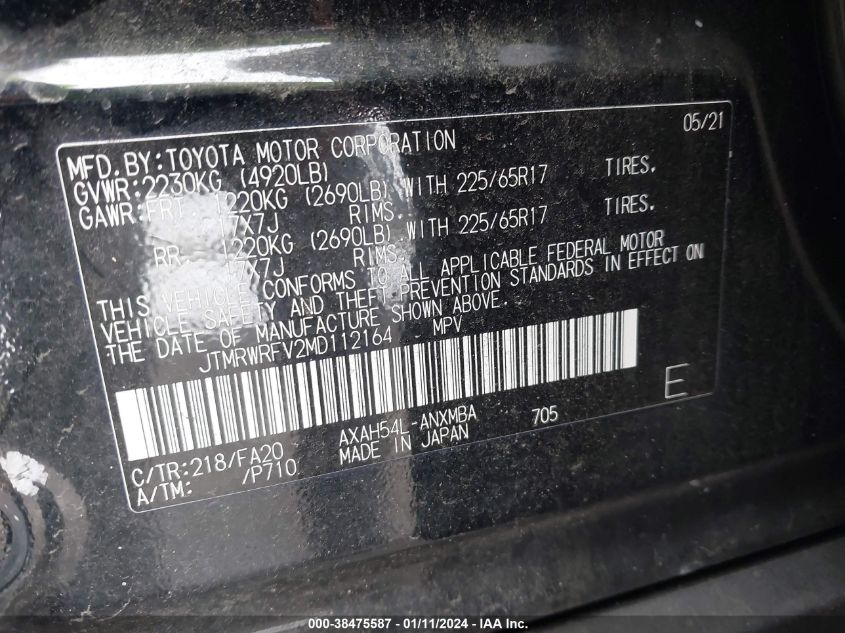 05/21
MFD.BY:TOYOTA MOTOR CORPORATION
GVWR:2230KG (4920LB)
GAWR:FRT. 1220KG (2690LB) WITH 225/65R17 TIRES.
17X7J RIMS.
RR. 1220KG (2690LB) WITH 225/65R17 TIRES.
17X7J RIMS.
THIS VEHICLE CONFORMS TO ALL APPLICABLE FEDERAL MOTOR
VEHICLE SAFETY AND THEFT PREVENTION STANDARDS IN EFFECT ON
THE DATE OF MANUFACTURE SHOWN ABOVE.
JTMRWRFV2MD112164 MPV
E
C/TR:218/FA20 AXAH54L-ANXMBA 705
A/TM: /P710 MADE IN JAPAN
000-38475587 - 01/11/2024 - IAA Inc.